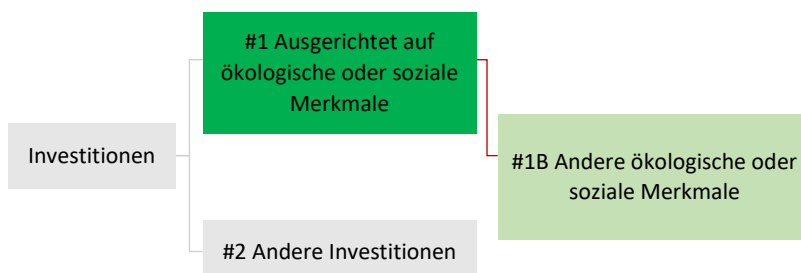 #1 Ausgerichtet auf
ökologische oder soziale
Merkmale
Investitionen
#1B Andere ökologische oder
soziale Merkmale
#2 Andere Investitionen